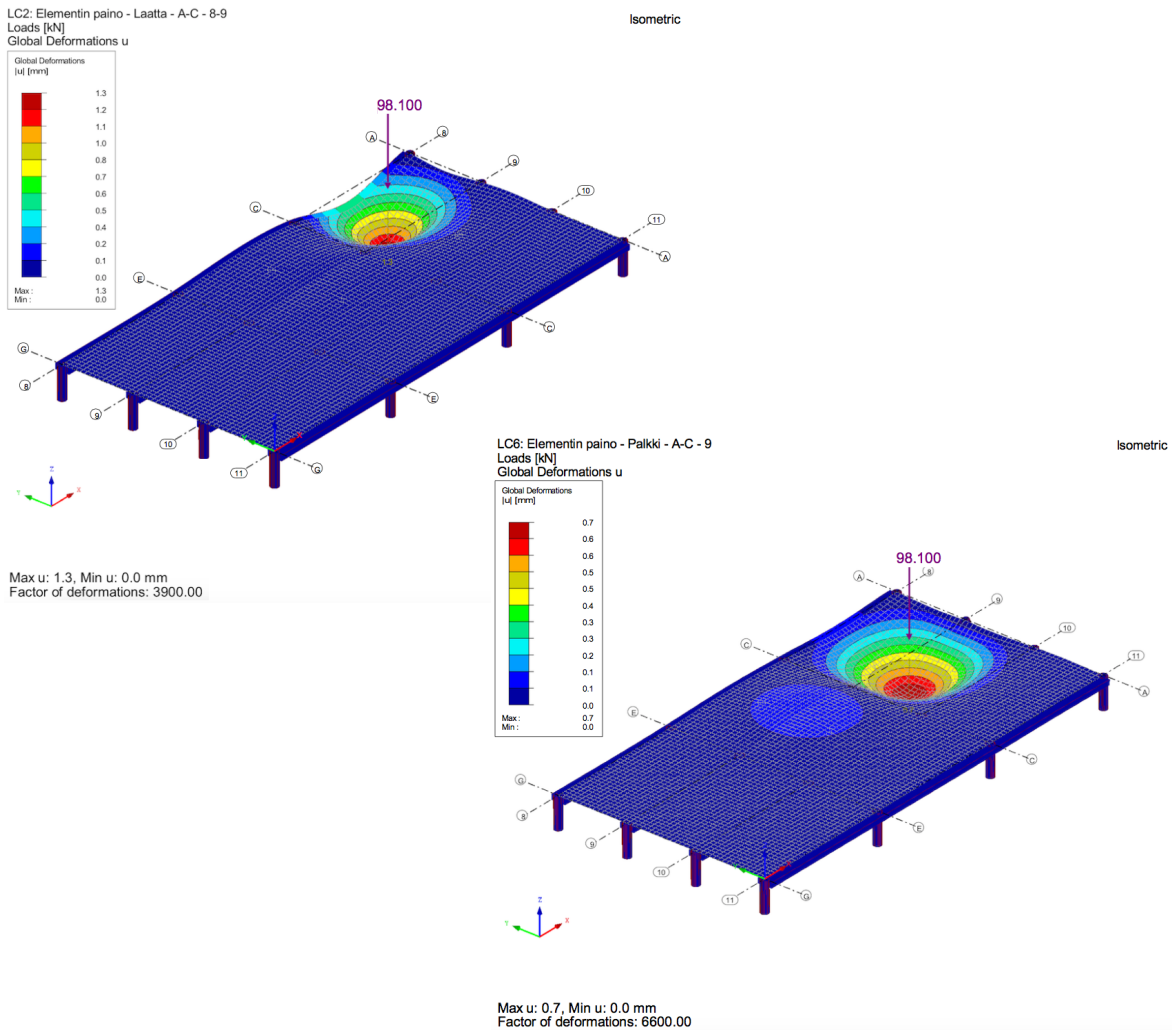 LC2: Elementin paino - Laatta - A-C - 8-9
Loads [kN]
Global Deformations u
Isometric
Global Deformations
|u| [mm]
1.3
1.2
1.1
1.0
0.8
0.7
0.6
0.5
0.4
0.2
0.1
0.0
Max : 1.3
Min : 0.0
98.100
A
8
9
10
11
A
C
C
E
E
G
8
9
10
11
G
Z
Y
X
Max u: 1.3, Min u: 0.0 mm
Factor of deformations: 3900.00
LC6: Elementin paino - Palkki - A-C - 9
Loads [kN]
Global Deformations u
Isometric
Global Deformations
|u| [mm]
0.7
0.6
0.6
0.5
0.5
0.4
0.3
0.3
0.2
0.1
0.1
0.0
Max : 0.7
Min : 0.0
98.100
A
8
9
10
11
A
C
C
E
E
G
8
9
10
11
G
Z
Y
X
Max u: 0.7, Min u: 0.0 mm
Factor of deformations: 6600.00